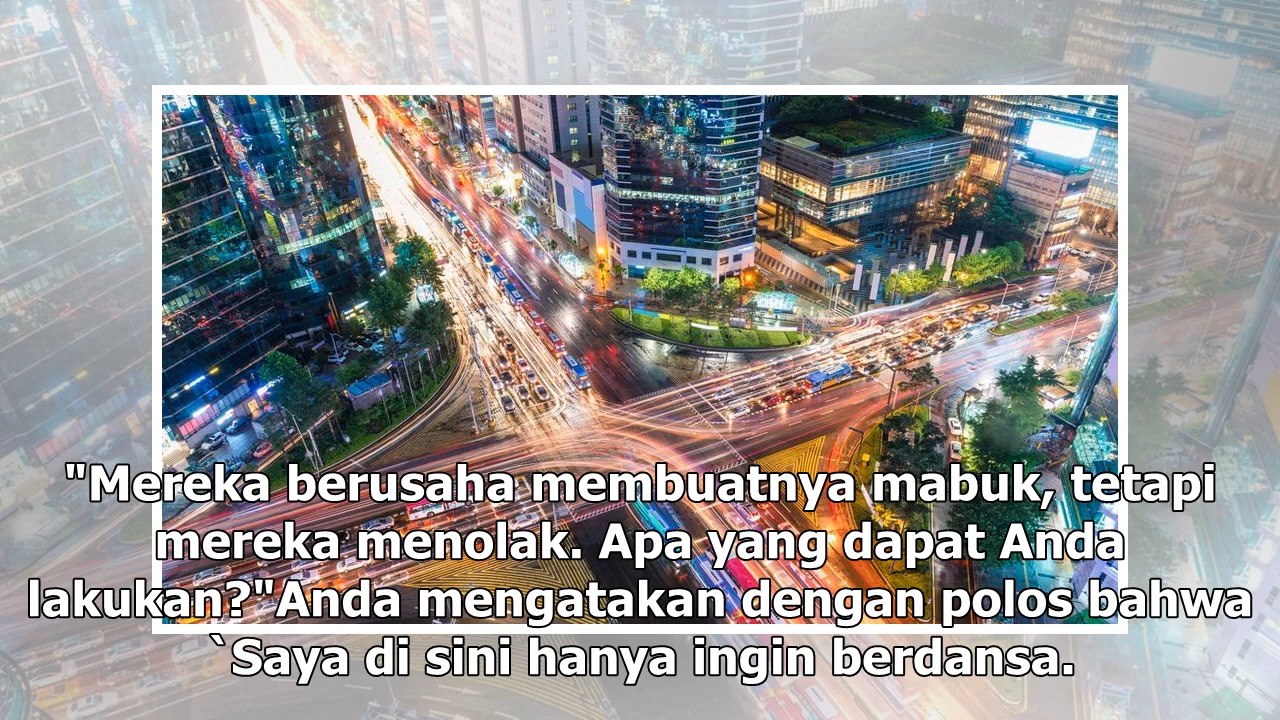 "Mereka berusaha membuatnya mabuk, tetapi
mereka menolak. Apa yang dapat Anda
lakukan?"Anda mengatakan dengan polos bahwa
`Saya di sini hanya ingin berdansa.